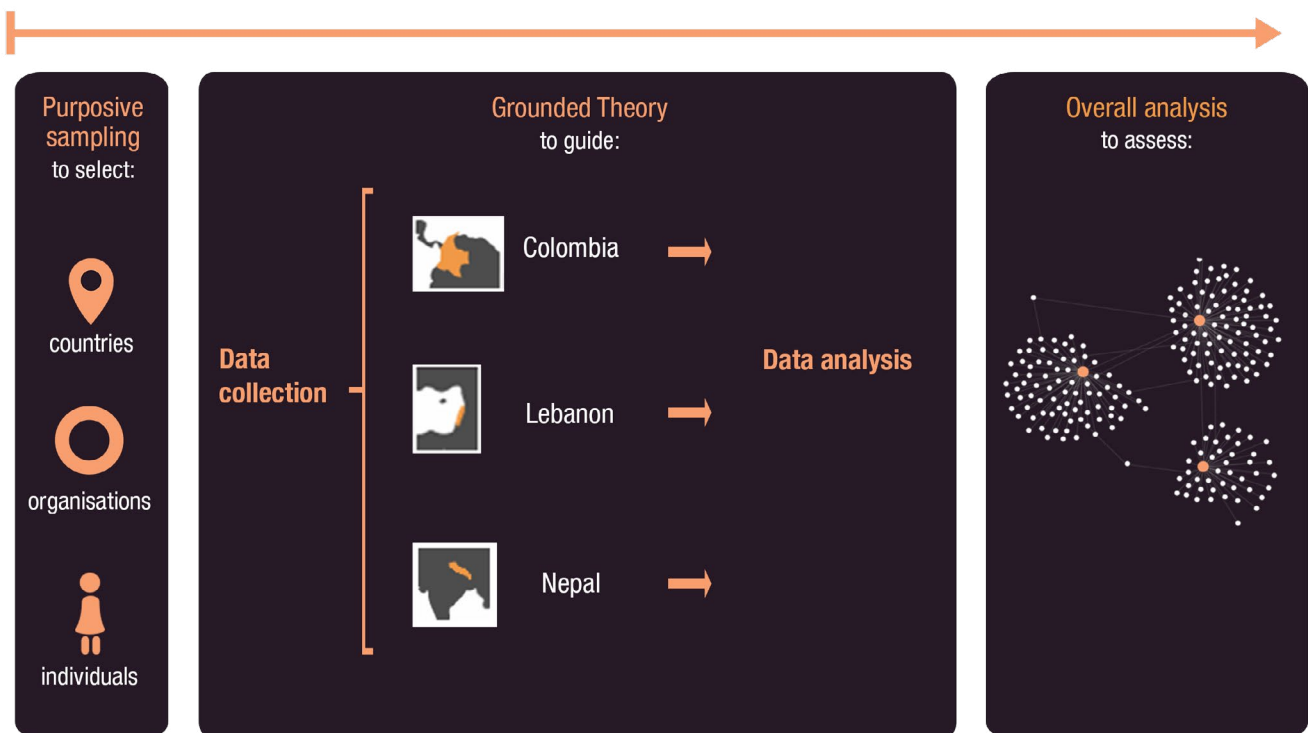 Purposive
sampling
to select:
countries
organisations
individuals
Grounded Theory
to guide:
Data
collection
Colombia
Lebanon
Nepal
Data analysis
Overall analysis
to assess: